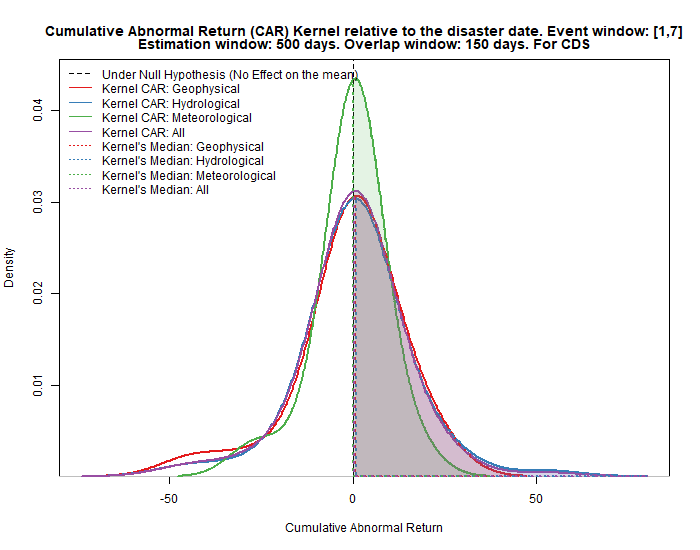 Cumulative Abnormal Return (CAR) Kernel relative to the disaster date. Event window: [1,7]
Estimation window: 500 days. Overlap window: 150 days. For CDS
Under Null Hypothesis (No Effect on the mean)
Kernel CAR: Geophysical
Kernel CAR: Hydrological
Kernel CAR: Meteorological
Kernel CAR: All
Kernel's Median: Geophysical
Kernel's Median: Hydrological
Kernel's Median: Meteorological
Kernel's Median: All
0.04
0.03
0.02
0.01
Density
-50
0
50
Cumulative Abnormal Return